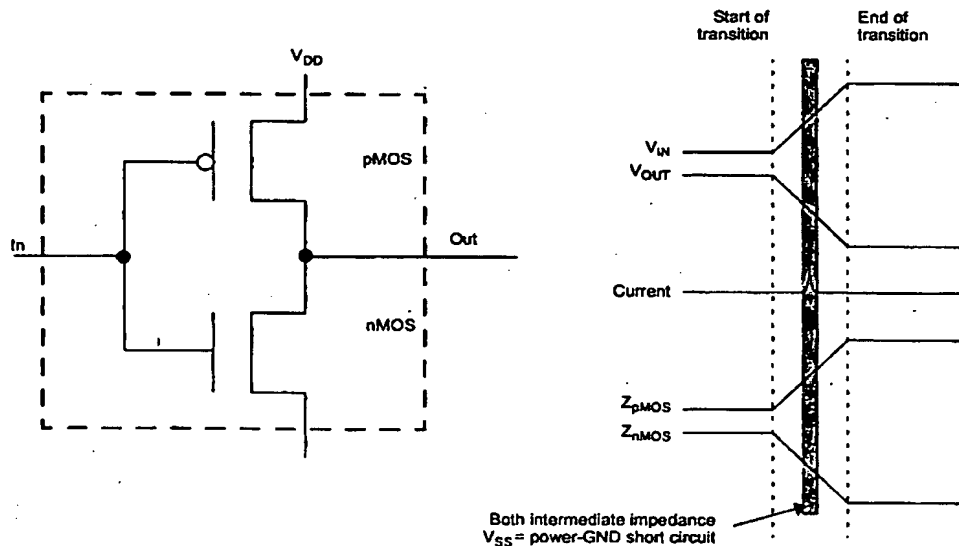 Start of
transition
End of
transition
VDD
pMOS
VIN
VOUT
In
Out
Current
nMOS
ZpMOS
ZnMOS
Both intermediate impedance
VSS = power-GND short circuit